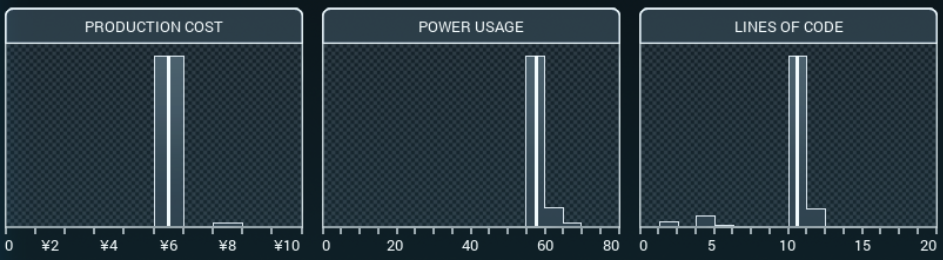 PRODUCTION COST
POWER USAGE
LINES OF CODE
0 ¥2 ¥4 ¥6 ¥8 ¥10
0 20 40 60 80
0 5 10 15 20